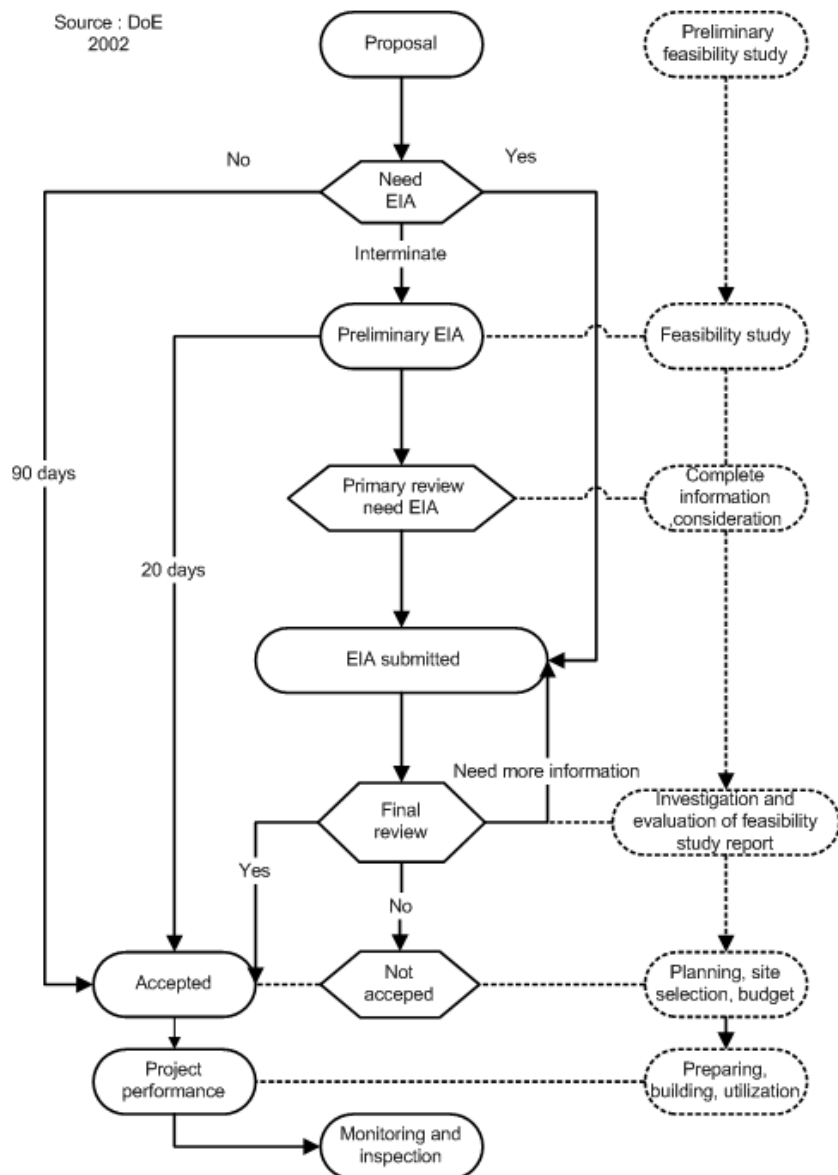 Source : DoE
2002
Proposal
Preliminary
feasibility study
No
Yes
Need
EIA
Interminate
Preliminary EIA
Feasibility study
90 days
Primary review
need EIA
Complete
information
consideration
20 days
EIA submitted
Need more information
Final
review
Investigation and
evaluation of feasibility
study report
Yes
No
Accepted
Not
acceped
Planning, site
selection, budget
Project
performance
Preparing,
building, utilization
Monitoring and
inspection